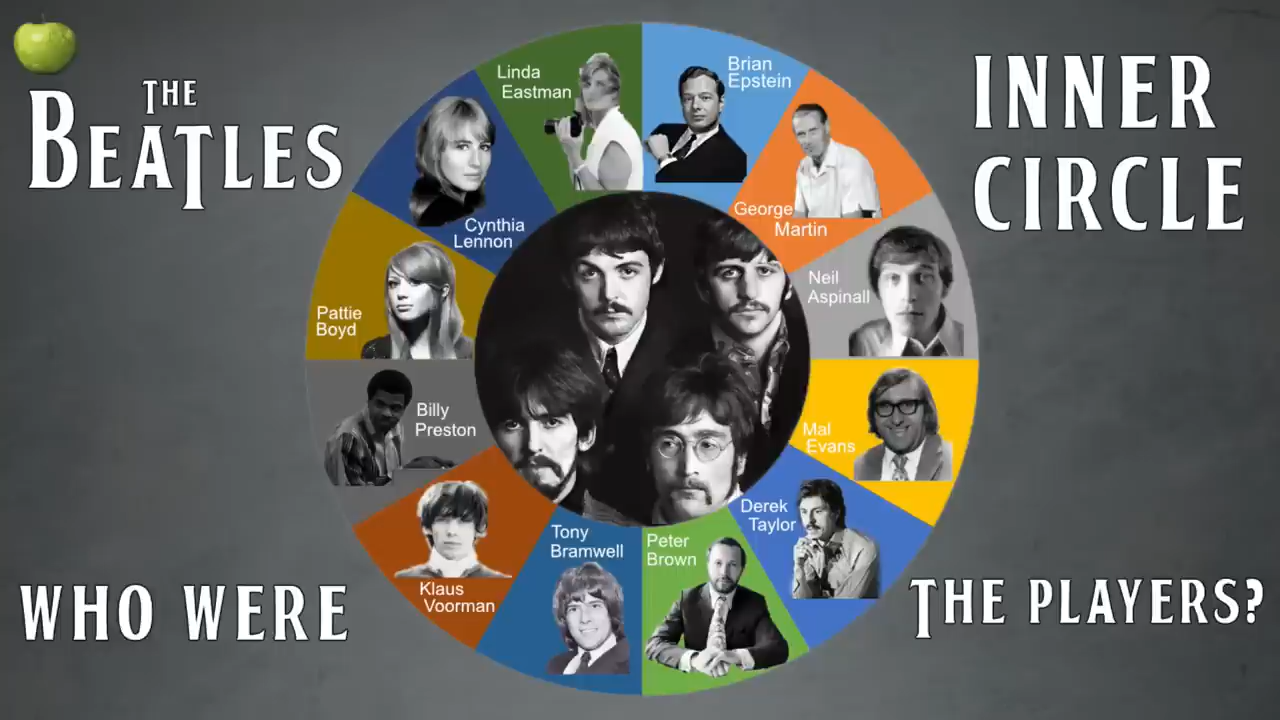 THE
BEATLES
INNER
CIRCLE
Linda
Eastman
Brian
Epstein
George
Martin
Neil
Aspinall
Mal
Evans
Derek
Taylor
Peter
Brown
Tony
Bramwell
Klaus
Voorman
Billy
Preston
Pattie
Boyd
Cynthia
Lennon
WHO WERE
THE PLAYERS?